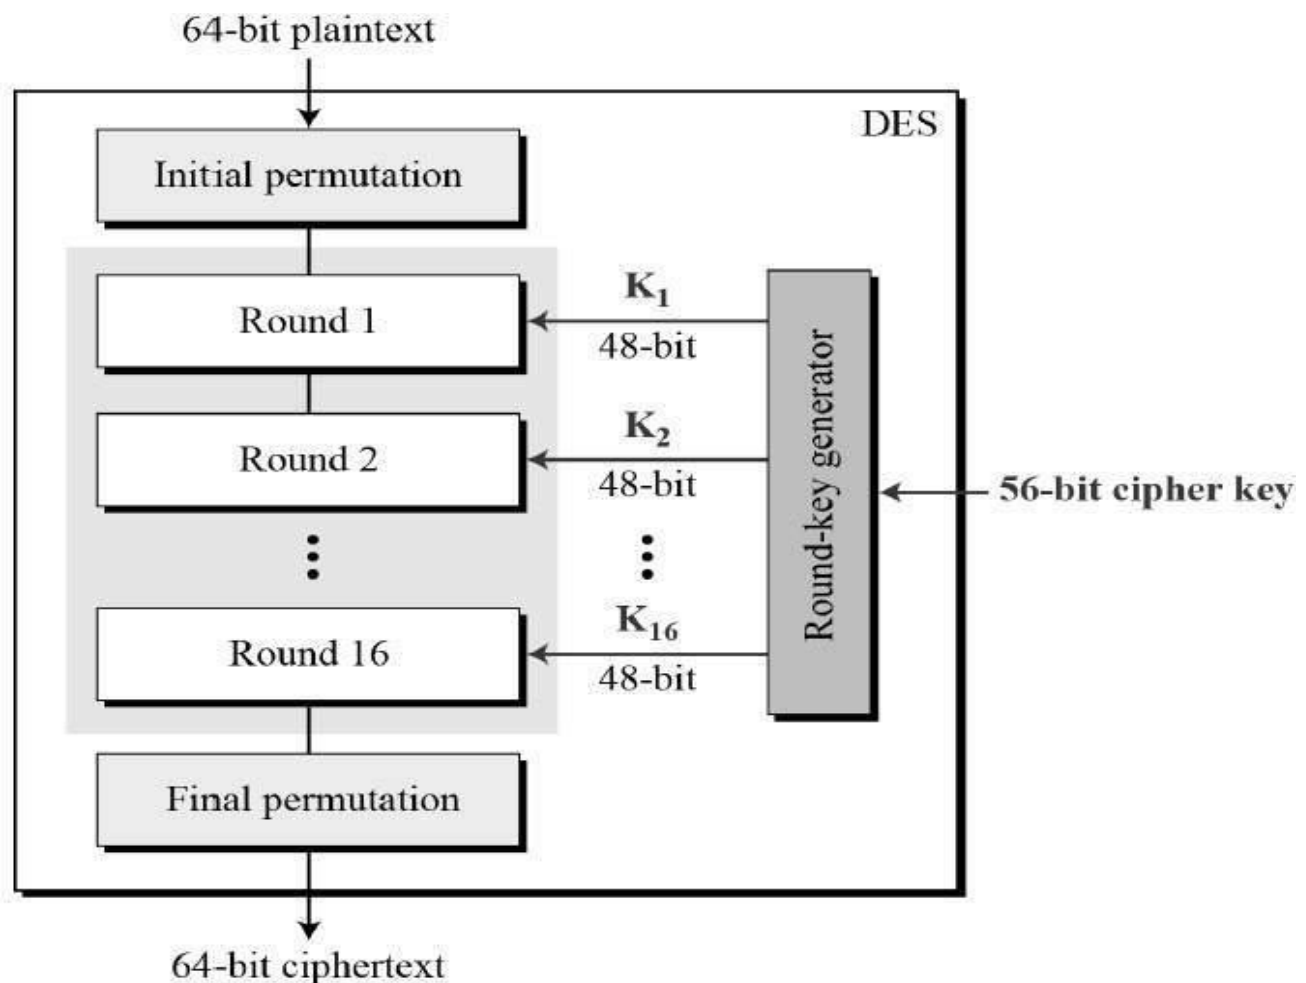 64-bit plaintext
DES
Initial permutation
Round 1
K₁
48-bit
Round 2
K₂
48-bit
Round 16
K₁₆
48-bit
Round-key generator
56-bit cipher key
Final permutation
64-bit ciphertext